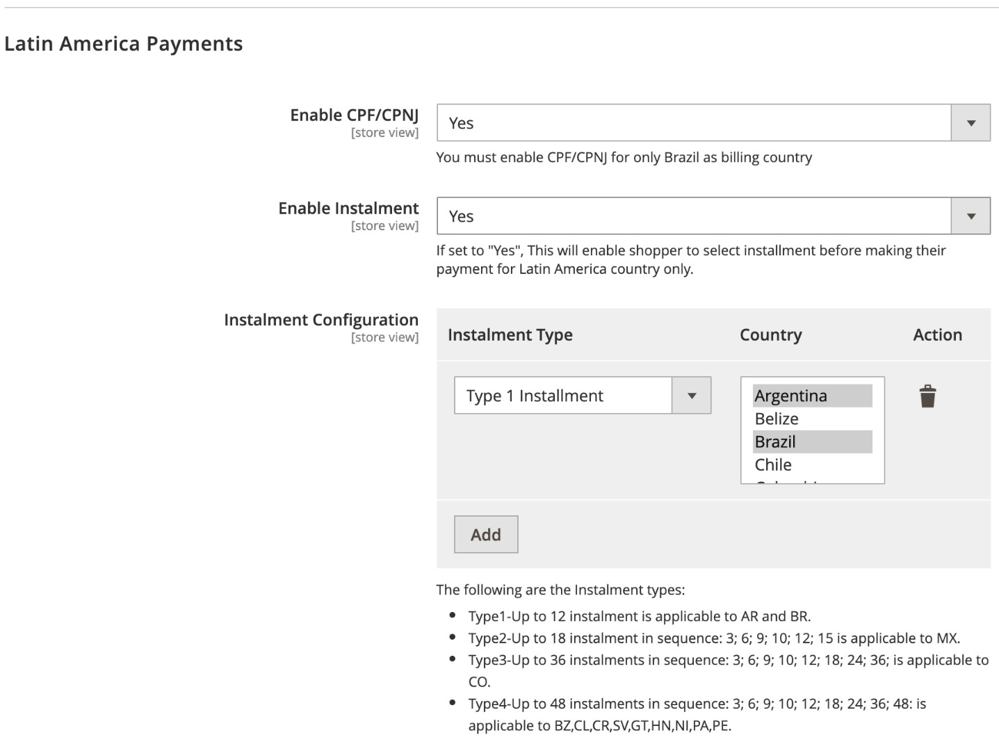 Latin America Payments
Enable CPF/CPNJ
[store view]
Yes
You must enable CPF/CPNJ for only Brazil as billing country
Enable Instalment
[store view]
Yes
If set to "Yes", This will enable shopper to select installment before making their
payment for Latin America country only.
Instalment Configuration
[store view]
Instalment Type Country Action
Type 1 Installment
Argentina
Belize
Brazil
Chile
Add
The following are the Instalment types:
Type1-Up to 12 instalment is applicable to AR and BR.
Type2-Up to 18 instalment in sequence: 3; 6; 9; 10; 12; 15 is applicable to MX.
Type3-Up to 36 instalments in sequence: 3; 6; 9; 10; 12; 18; 24; 36; is applicable to
CO.
Type4-Up to 48 instalments in sequence: 3; 6; 9; 10; 12; 18; 24; 36; 48: is
applicable to BZ,CL,CR,SV,GT,HN,NI,PA,PE.